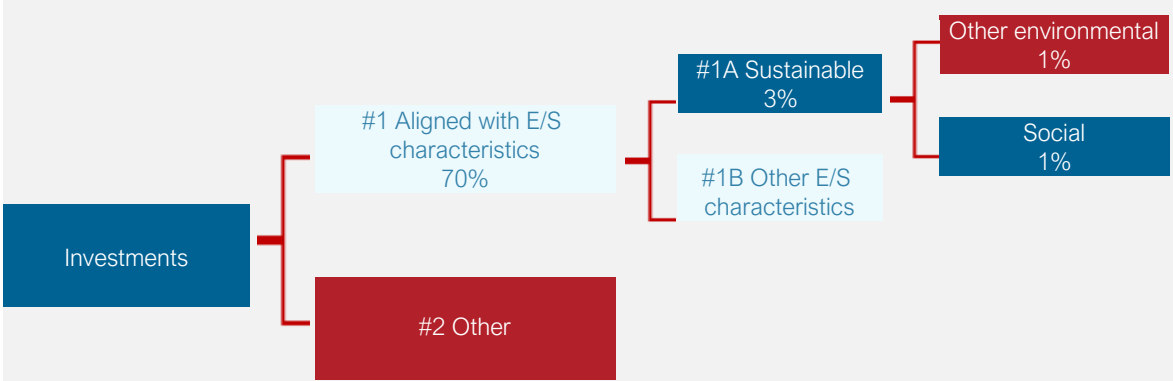 Investments
#1 Aligned with E/S
characteristics
70%
#2 Other
#1A Sustainable
3%
#1B Other E/S
characteristics
Other environmental
1%
Social
1%